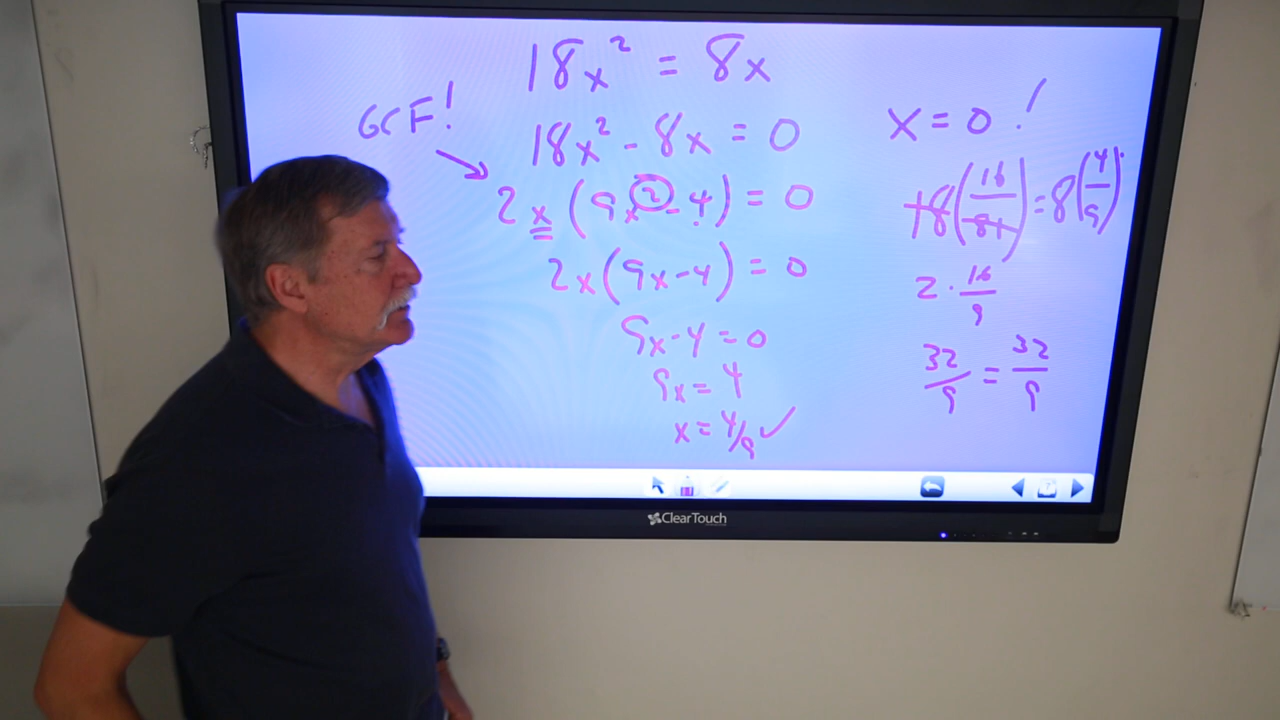 18x² = 8x
GCF!
18x² - 8x = 0
2x(9x² - 4) = 0
2x(9x - 4) = 0
9x - 4 = 0
9x = 4
x = 4/9 ✓
x = 0!
18(16/81) = 8(4/9)
2 · 16/9
32/9 = 32/9
ClearTouch